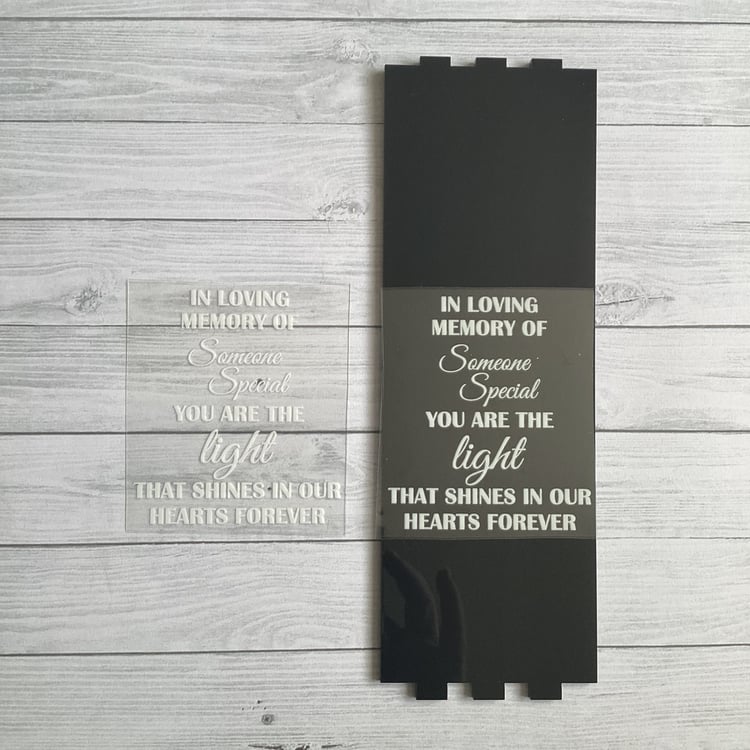 IN LOVING
MEMORY OF
Someone
Special
YOU ARE THE
light
THAT SHINES IN OUR
HEARTS FOREVER
IN LOVING
MEMORY OF
Someone
Special
YOU ARE THE
light
THAT SHINES IN OUR
HEARTS FOREVER